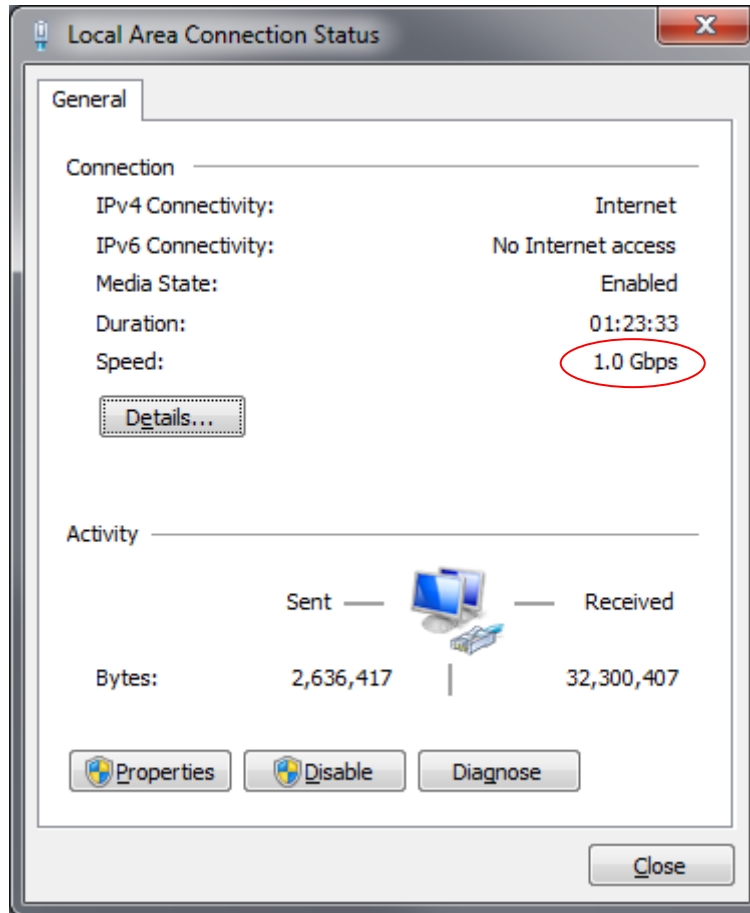 Local Area Connection Status
General
Connection
IPv4 Connectivity: Internet
IPv6 Connectivity: No Internet access
Media State: Enabled
Duration: 01:23:33
Speed: 1.0 Gbps
Details...
Activity
Sent Received
Bytes: 2,636,417 32,300,407
Properties Disable Diagnose
Close